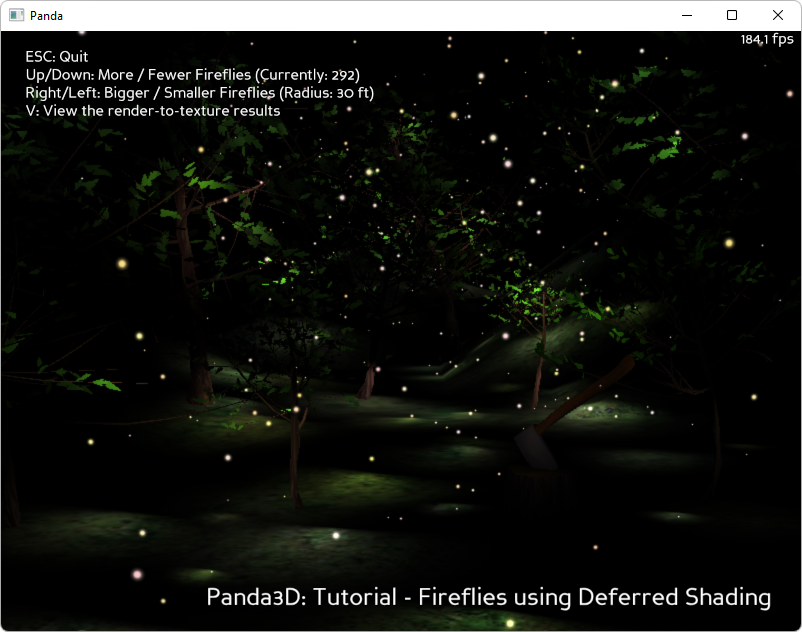 Panda
184.1 fps
ESC: Quit
Up/Down: More / Fewer Fireflies (Currently: 292)
Right/Left: Bigger / Smaller Fireflies (Radius: 30 ft)
V: View the render-to-texture results
Panda3D: Tutorial - Fireflies using Deferred Shading